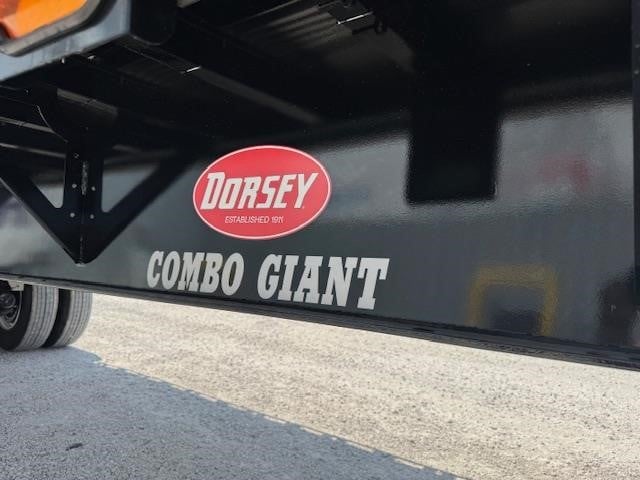 DORSEY
ESTABLISHED 1911
COMBO GIANT